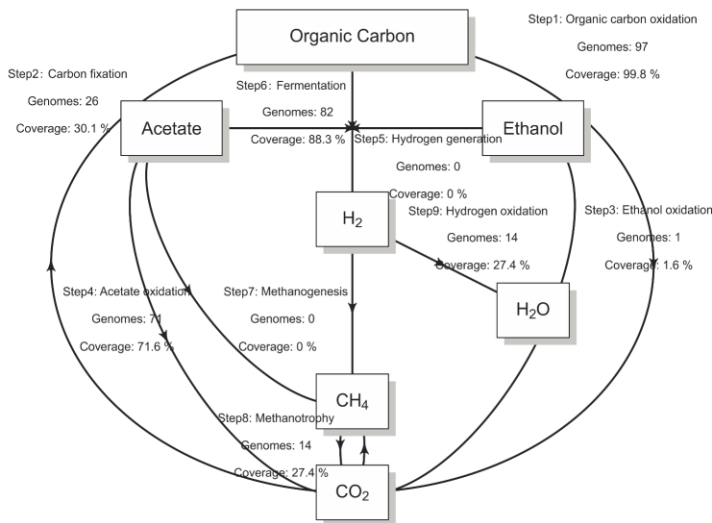 Organic Carbon
Step1: Organic carbon oxidation
Genomes: 97
Coverage: 99.8 %
Step2: Carbon fixation
Genomes: 26
Coverage: 30.1 %
Step6: Fermentation
Genomes: 82
Coverage: 88.3 %
Acetate
Ethanol
Step5: Hydrogen generation
Genomes: 0
Coverage: 0 %
H₂
Step9: Hydrogen oxidation
Genomes: 14
Coverage: 27.4 %
Step3: Ethanol oxidation
Genomes: 1
Coverage: 1.6 %
H₂O
Step4: Acetate oxidation
Genomes: 71
Coverage: 71.6 %
Step7: Methanogenesis
Genomes: 0
Coverage: 0 %
CH₄
Step8: Methanotrophy
Genomes: 14
Coverage: 27.4 %
CO₂